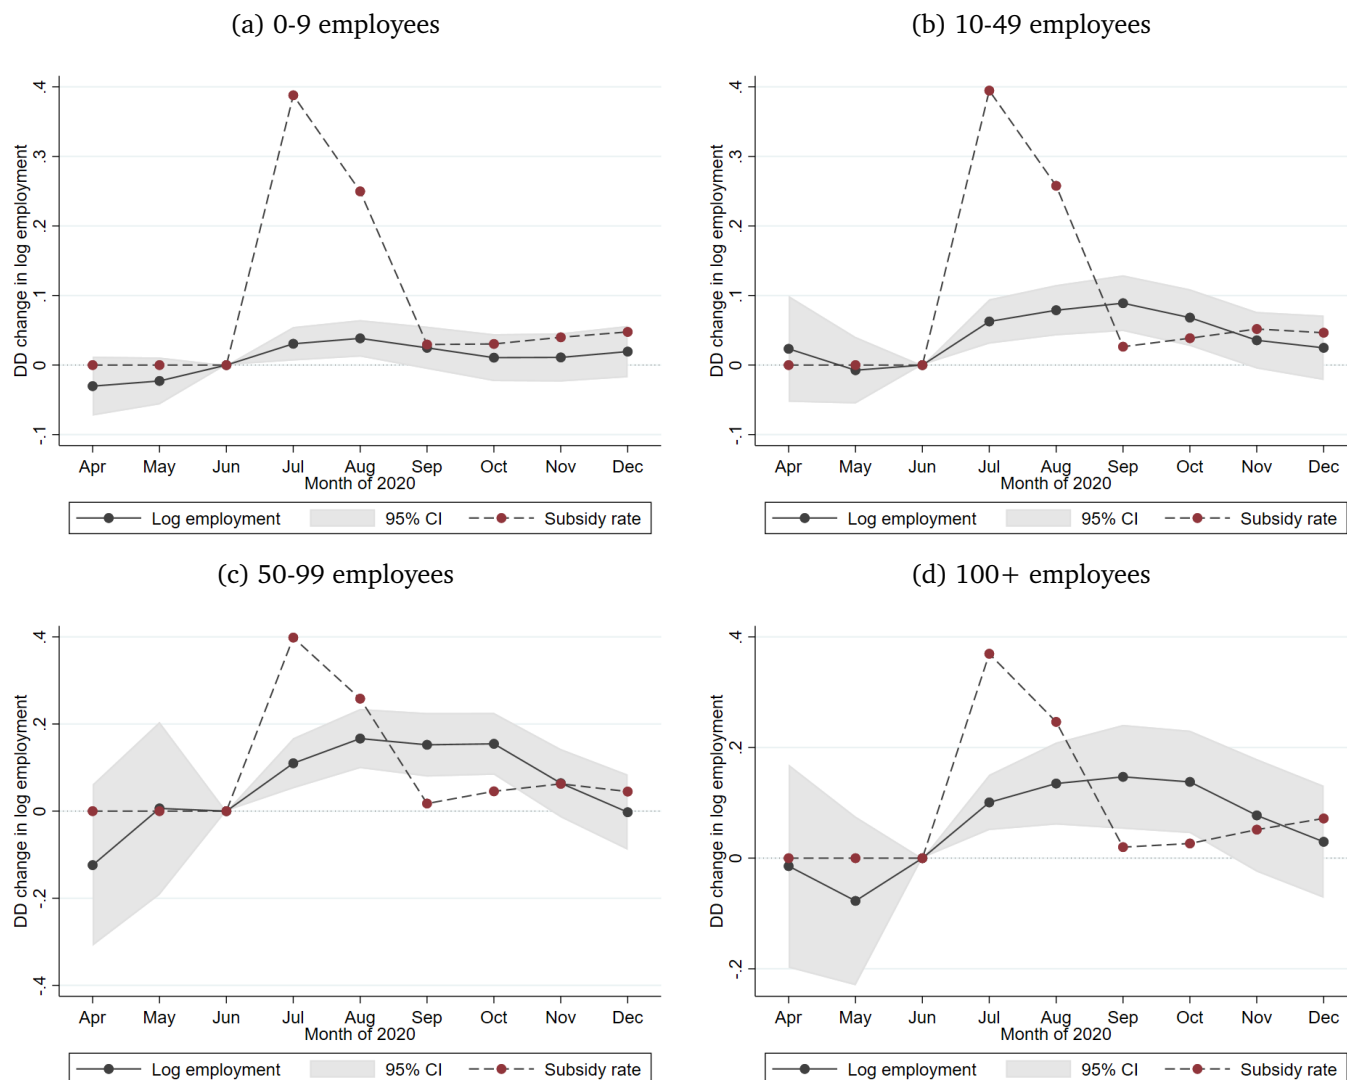 (a) 0-9 employees
DD change in log employment
.4
.3
.2
.1
0
-.1
Apr May Jun Jul Aug Sep Oct Nov Dec
Month of 2020
Log employment 95% CI Subsidy rate
(b) 10-49 employees
DD change in log employment
.4
.3
.2
.1
0
-.1
Apr May Jun Jul Aug Sep Oct Nov Dec
Month of 2020
Log employment 95% CI Subsidy rate
(c) 50-99 employees
DD change in log employment
.4
.2
0
-.2
-.4
Apr May Jun Jul Aug Sep Oct Nov Dec
Month of 2020
Log employment 95% CI Subsidy rate
(d) 100+ employees
DD change in log employment
.4
.2
0
-.2
Apr May Jun Jul Aug Sep Oct Nov Dec
Month of 2020
Log employment 95% CI Subsidy rate